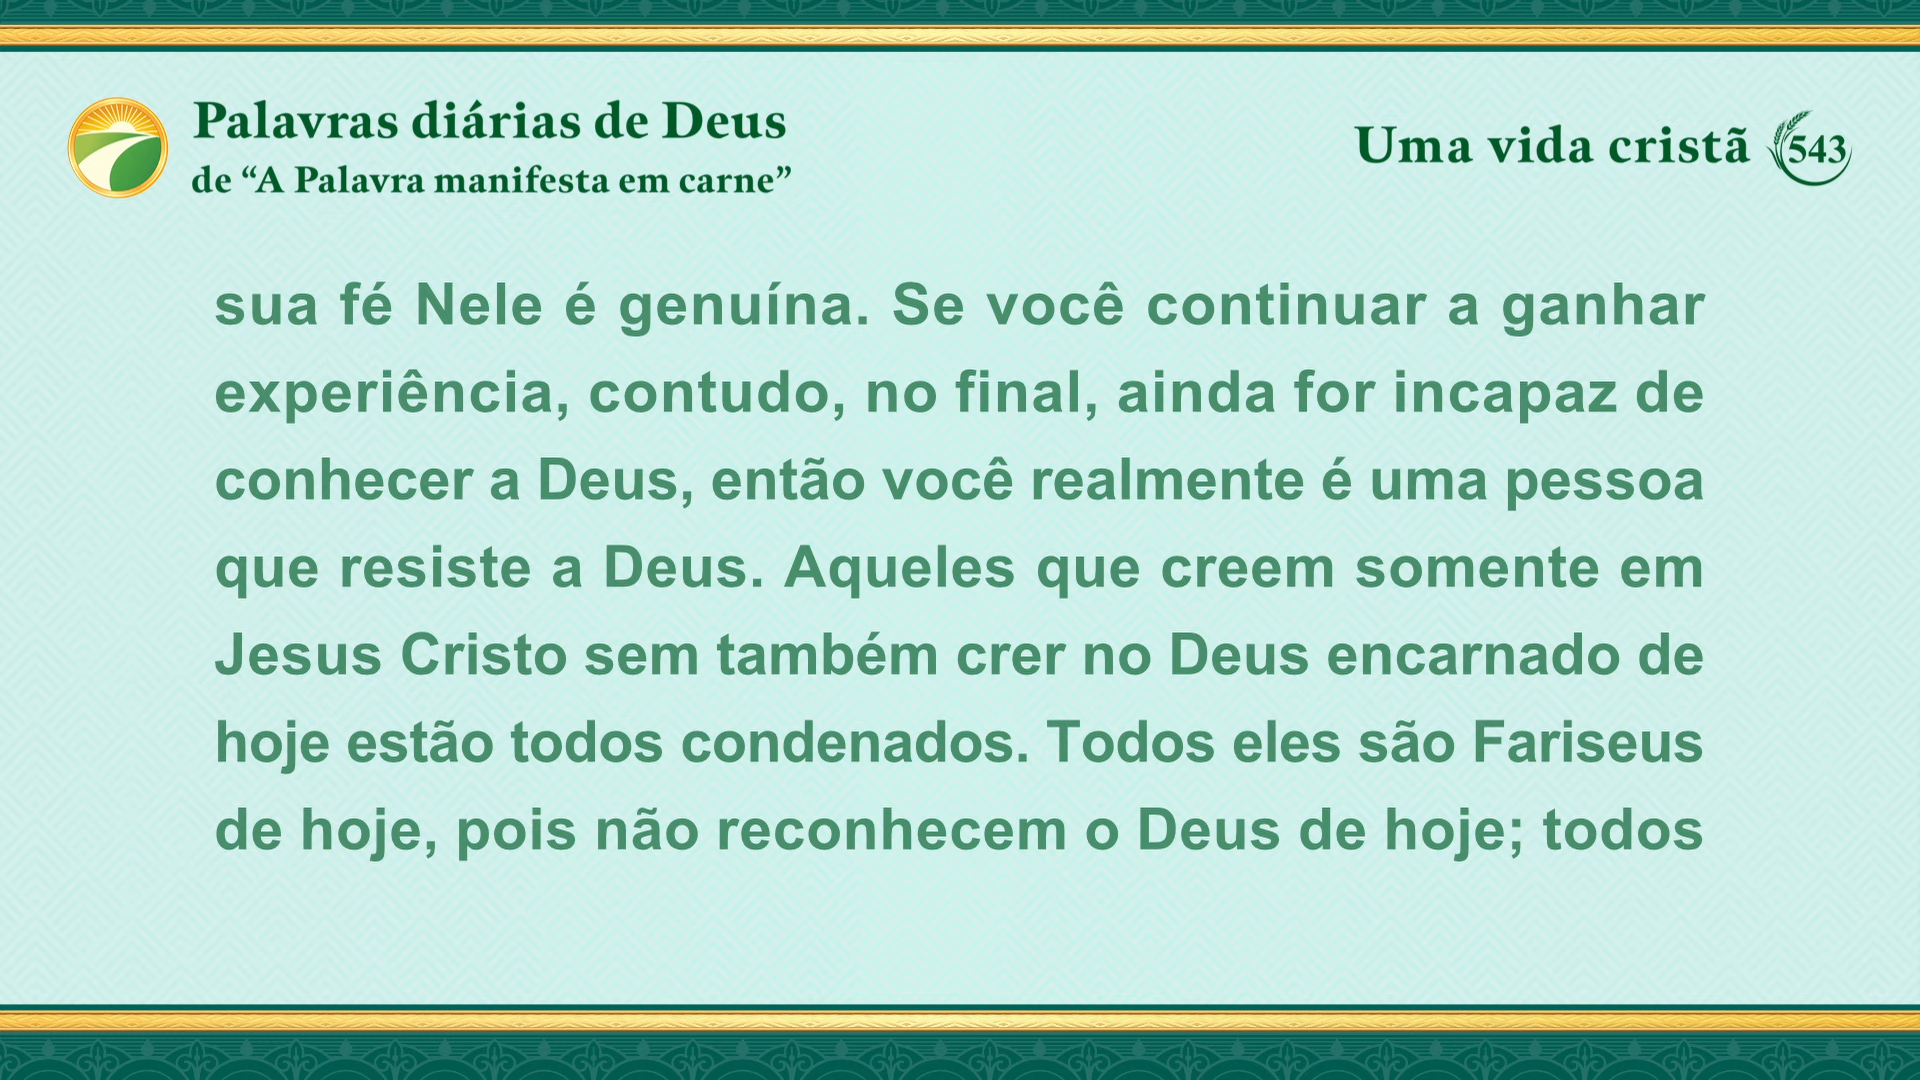 Palavras diárias de Deus
de “A Palavra manifesta em carne”
Uma vida cristã 543
sua fé Nele é genuína. Se você continuar a ganhar
experiência, contudo, no final, ainda for incapaz de
conhecer a Deus, então você realmente é uma pessoa
que resiste a Deus. Aqueles que creem somente em
Jesus Cristo sem também crer no Deus encarnado de
hoje estão todos condenados. Todos eles são Fariseus
de hoje, pois não reconhecem o Deus de hoje; todos